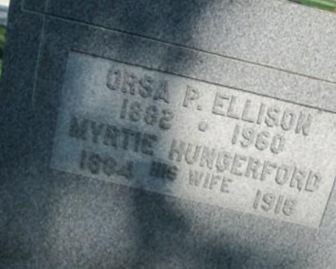 ORSA P. ELLISON
1882 • 1960
MYRTIE HUNGERFORD
1884 HIS WIFE 1918